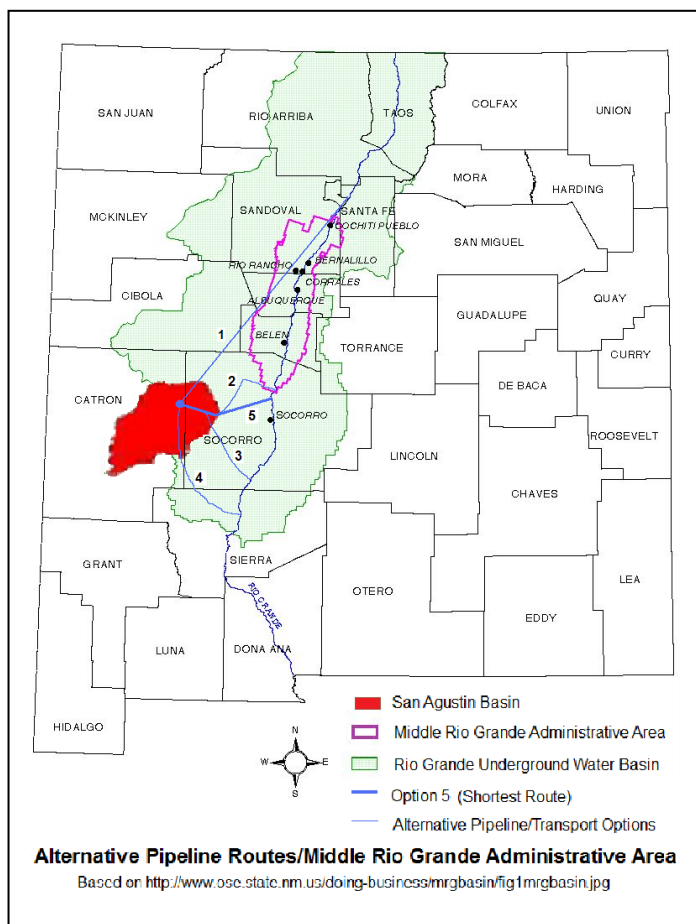 SAN JUAN
RIO ARRIBA
TAOS
COLFAX
UNION
MORA
HARDING
MCKINLEY
SANDOVAL
SANTA FE
COCHITI PUEBLO
SAN MIGUEL
RIO RANCHO
BERNALILLO
CORRALES
CIBOLA
ALBUQUERQUE
QUAY
GUADALUPE
1
BELEN
TORRANCE
CURRY
2
DE BACA
CATRON
5
SOCORRO
ROOSEVELT
SOCORRO
LINCOLN
3
4
CHAVES
GRANT
SIERRA
LEA
OTERO
RIO GRANDE
EDDY
LUNA
DONA ANA
HIDALGO
San Agustin Basin
Middle Rio Grande Administrative Area
Rio Grande Underground Water Basin
Option 5 (Shortest Route)
Alternative Pipeline/Transport Options
N
W
E
S
Alternative Pipeline Routes/Middle Rio Grande Administrative Area
Based on http://www.ose.state.nm.us/doing-business/mrgbasin/fig1mrgbasin.jpg